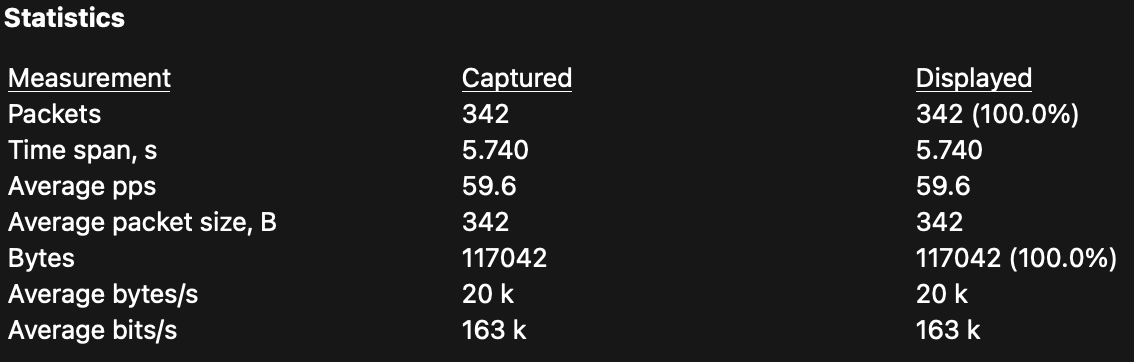 Statistics
Measurement Captured Displayed
Packets 342 342 (100.0%)
Time span, s 5.740 5.740
Average pps 59.6 59.6
Average packet size, B 342 342
Bytes 117042 117042 (100.0%)
Average bytes/s 20 k 20 k
Average bits/s 163 k 163 k